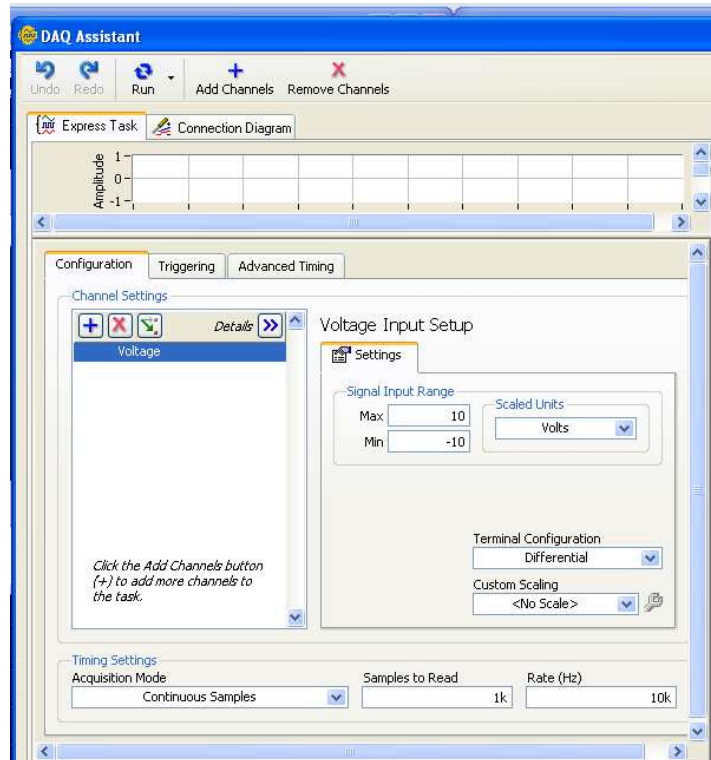 DAQ Assistant
Undo Redo Run Add Channels Remove Channels
Express Task Connection Diagram
Amplitude
1
0
-1
Configuration Triggering Advanced Timing
Channel Settings
Details
Voltage
Click the Add Channels button
(+) to add more channels to
the task.
Voltage Input Setup
Settings
Signal Input Range
Max 10
Min -10
Scaled Units
Volts
Terminal Configuration
Differential
Custom Scaling
<No Scale>
Timing Settings
Acquisition Mode Samples to Read Rate (Hz)
Continuous Samples 1k 10k